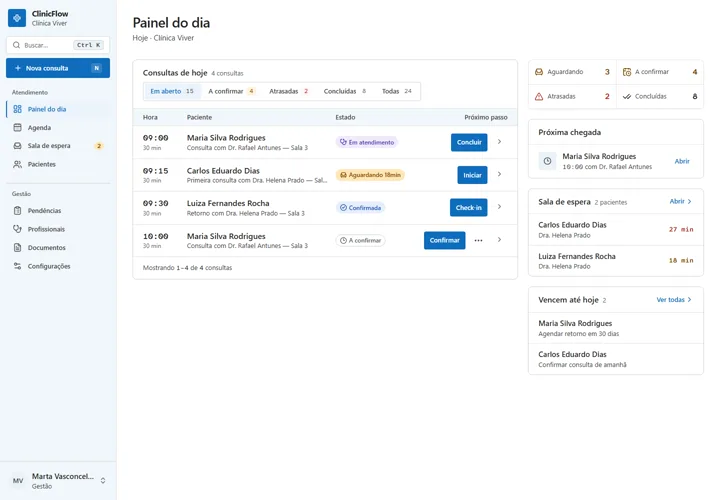 ClinicFlow
Clínica Viver
Buscar...
Ctrl K
Nova consulta
N
Atendimento
Painel do dia
Agenda
Sala de espera
2
Pacientes
Gestão
Pendências
Profissionais
Documentos
Configurações
MV
Marta Vasconcel...
Gestão
Painel do dia
Hoje · Clínica Viver
Consultas de hoje 4 consultas
Em aberto 15
A confirmar 4
Atrasadas 2
Concluídas 8
Todas 24
Hora Paciente Estado Próximo passo
09:00 Maria Silva Rodrigues
30 min Consulta com Dr. Rafael Antunes — Sala 3
Em atendimento
Concluir
09:15 Carlos Eduardo Dias
30 min Primeira consulta com Dra. Helena Prado — Sal...
Aguardando 18min
Iniciar
09:30 Luiza Fernandes Rocha
30 min Retorno com Dra. Helena Prado — Sala 3
Confirmada
Check-in
10:00 Maria Silva Rodrigues
30 min Consulta com Dr. Rafael Antunes — Sala 3
A confirmar
Confirmar
Mostrando 1–4 de 4 consultas
Aguardando 3
A confirmar 4
Atrasadas 2
Concluídas 8
Próxima chegada
Maria Silva Rodrigues
10:00 com Dr. Rafael Antunes
Abrir
Sala de espera 2 pacientes
Abrir
Carlos Eduardo Dias
Dra. Helena Prado
27 min
Luiza Fernandes Rocha
Dra. Helena Prado
18 min
Vencem até hoje 2
Ver todas
Maria Silva Rodrigues
Agendar retorno em 30 dias
Carlos Eduardo Dias
Confirmar consulta de amanhã